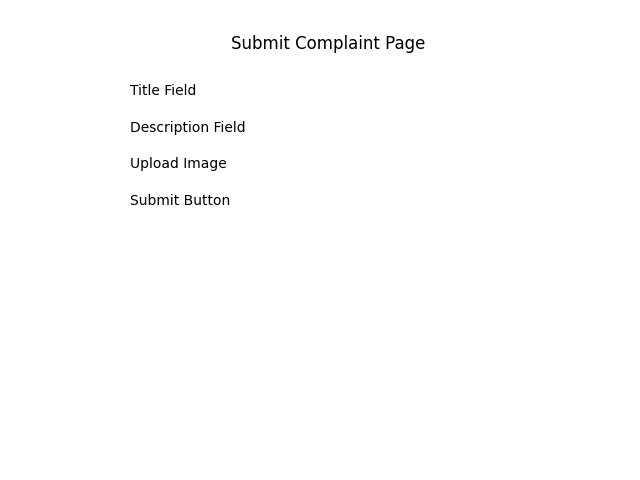 Submit Complaint Page
Title Field
Description Field
Upload Image
Submit Button